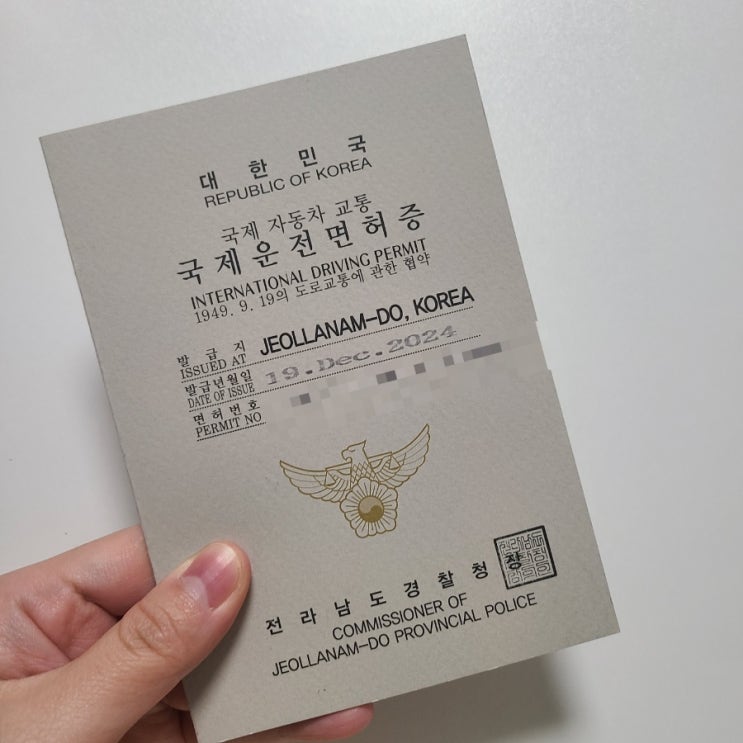 대한민국
REPUBLIC OF KOREA
국제 자동차 교통
국제운전면허증
INTERNATIONAL DRIVING PERMIT
1949. 9. 19의 도로교통에 관한 협약
발급지 JEOLLANAM-DO, KOREA
ISSUED AT
발급년월일 19.Dec.2024
DATE OF ISSUE
면허번호
PERMIT NO
전라남도경찰청
COMMISSIONER OF
JEOLLANAM-DO PROVINCIAL POLICE